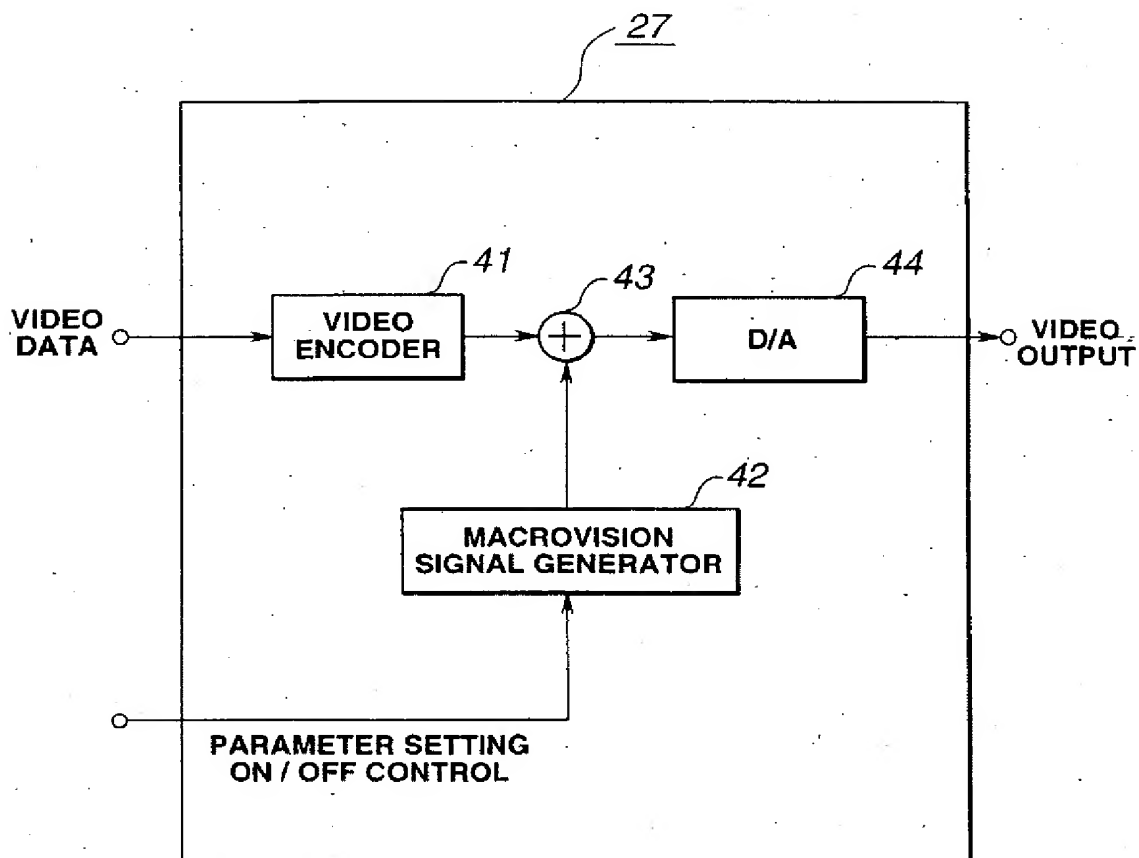 27
41
43
44
VIDEO
DATA
VIDEO
ENCODER
+
D/A
VIDEO
OUTPUT
42
MACROVISION
SIGNAL GENERATOR
PARAMETER SETTING
ON / OFF CONTROL